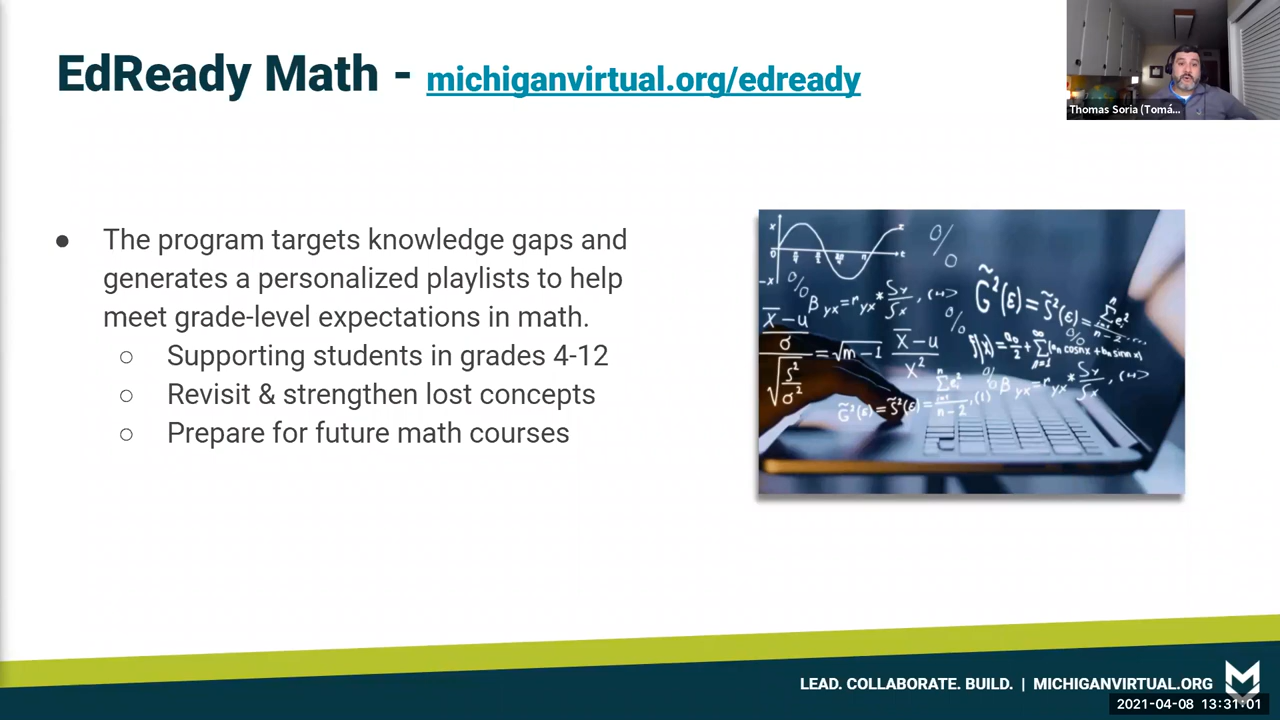 EdReady Math - michiganvirtual.org/edready
Thomas Soria (Tomá...
The program targets knowledge gaps and
generates a personalized playlists to help
meet grade-level expectations in math.
Supporting students in grades 4-12
Revisit & strengthen lost concepts
Prepare for future math courses
LEAD. COLLABORATE. BUILD. | MICHIGANVIRTUAL.ORG
2021-04-08 13:31:01